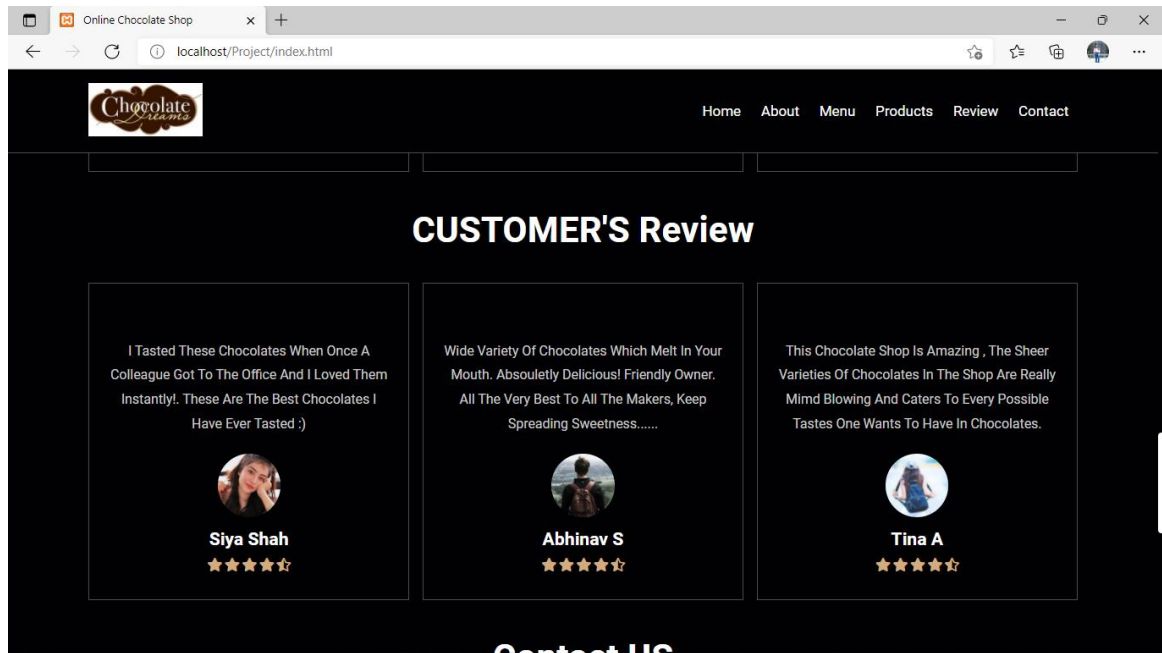 Online Chocolate Shop
localhost/Project/index.html
Chocolate
Dreams
Home About Menu Products Review Contact
CUSTOMER'S Review
I Tasted These Chocolates When Once A
Colleague Got To The Office And I Loved Them
Instantly!. These Are The Best Chocolates I
Have Ever Tasted :)
Siya Shah
Wide Variety Of Chocolates Which Melt In Your
Mouth. Absouletly Delicious! Friendly Owner.
All The Very Best To All The Makers, Keep
Spreading Sweetness......
Abhinav S
This Chocolate Shop Is Amazing , The Sheer
Varieties Of Chocolates In The Shop Are Really
Mimd Blowing And Caters To Every Possible
Tastes One Wants To Have In Chocolates.
Tina A
Contact US